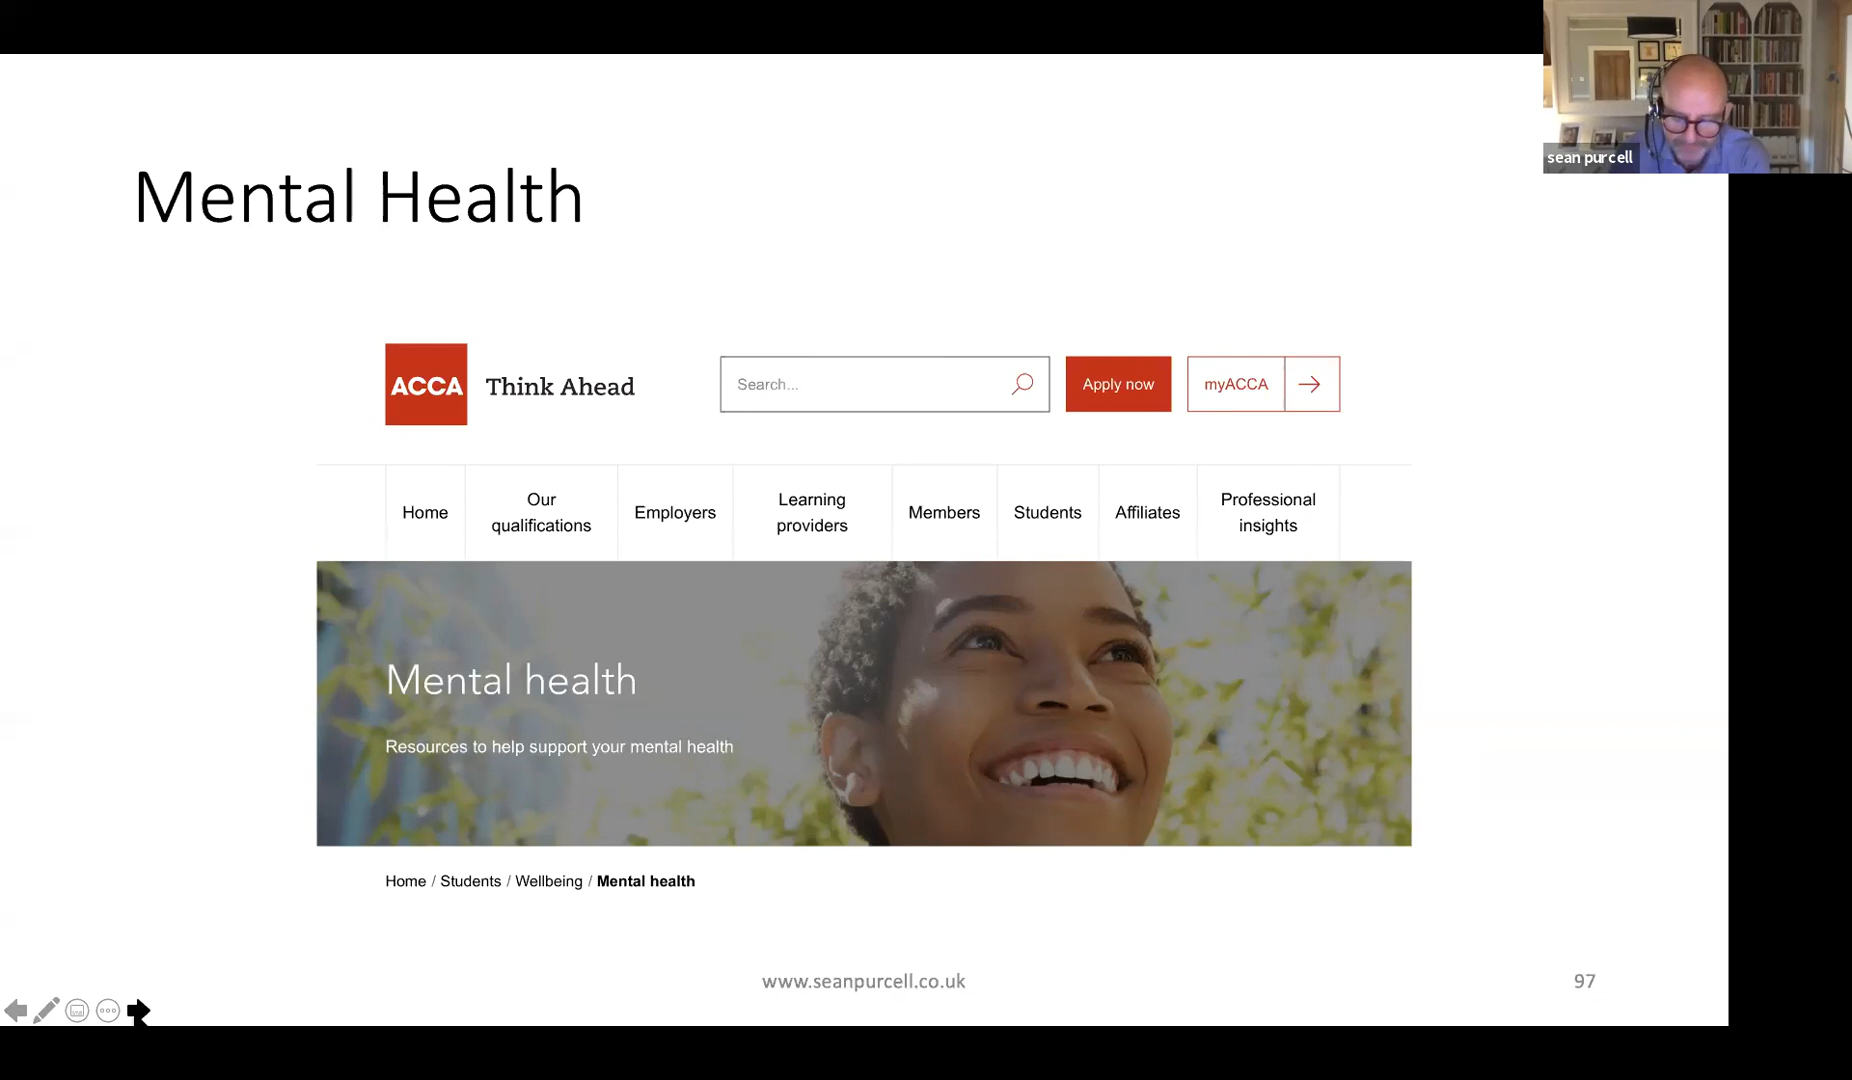 sean purcell
Mental Health
ACCA
Think Ahead
Search...
Apply now
myACCA
Home
Our
qualifications
Employers
Learning
providers
Members
Students
Affiliates
Professional
insights
Mental health
Resources to help support your mental health
Home / Students / Wellbeing / Mental health
www.seanpurcell.co.uk
97